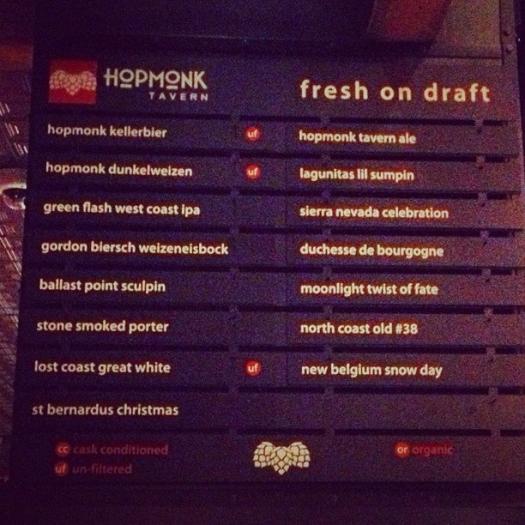 HOPMONK
TAVERN
fresh on draft
hopmonk kellerbier uf
hopmonk dunkelweizen uf
green flash west coast ipa
gordon biersch weizeneisbock
ballast point sculpin
stone smoked porter
lost coast great white uf
st bernardus christmas
hopmonk tavern ale
lagunitas lil sumpin
sierra nevada celebration
duchesse de bourgogne
moonlight twist of fate
north coast old #38
new belgium snow day
cc cask conditioned
uf un-filtered
or organic